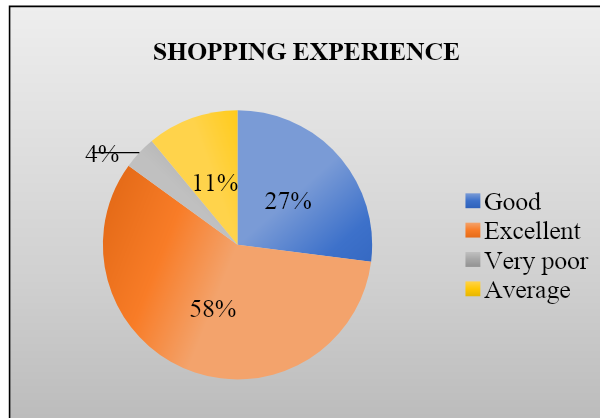 SHOPPING EXPERIENCE
4%
11%
27%
58%
Good
Excellent
Very poor
Average